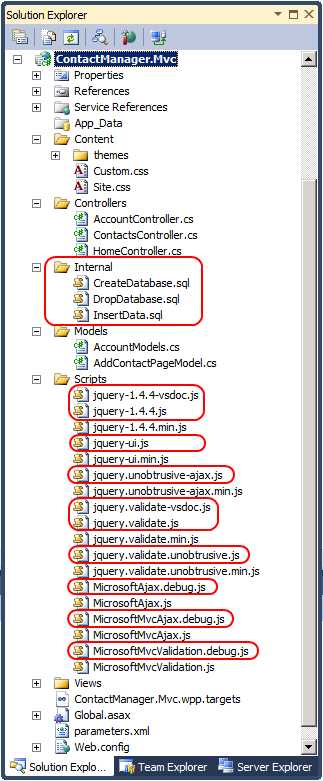 Solution Explorer
ContactManager.Mvc
Properties
References
Service References
App_Data
Content
themes
Custom.css
Site.css
Controllers
AccountController.cs
ContactsController.cs
HomeController.cs
Internal
CreateDatabase.sql
DropDatabase.sql
InsertData.sql
Models
AccountModels.cs
AddContactPageModel.cs
Scripts
jquery-1.4.4-vsdoc.js
jquery-1.4.4.js
jquery-1.4.4.min.js
jquery-ui.js
jquery-ui.min.js
jquery.unobtrusive-ajax.js
jquery.unobtrusive-ajax.min.js
jquery.validate-vsdoc.js
jquery.validate.js
jquery.validate.min.js
jquery.validate.unobtrusive.js
jquery.validate.unobtrusive.min.js
MicrosoftAjax.debug.js
MicrosoftAjax.js
MicrosoftMvcAjax.debug.js
MicrosoftMvcAjax.js
MicrosoftMvcValidation.debug.js
MicrosoftMvcValidation.js
Views
ContactManager.Mvc.wpp.targets
Global.asax
parameters.xml
Web.config
Solution Explo... Team Explorer Server Explorer